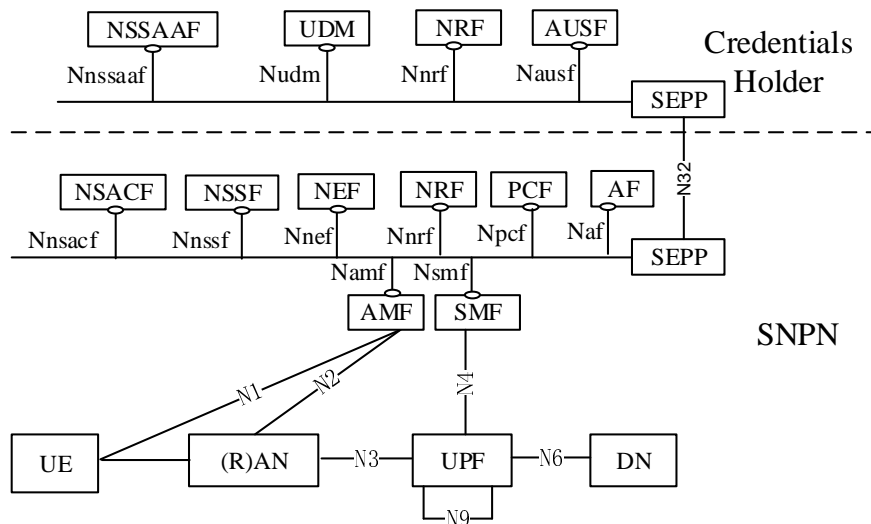 NSSAAF UDM NRF AUSF
Credentials
Holder
Nnssaaf Nudm Nnrf Nausf
SEPP
N32
NSACF NSSF NEF NRF PCF AF
Nnsacf Nnssf Nnef Nnrf Npcf Naf
SEPP
Namf Nsmf
AMF SMF
SNPN
N1 N2 N4
UE (R)AN N3 UPF N6 DN
N9